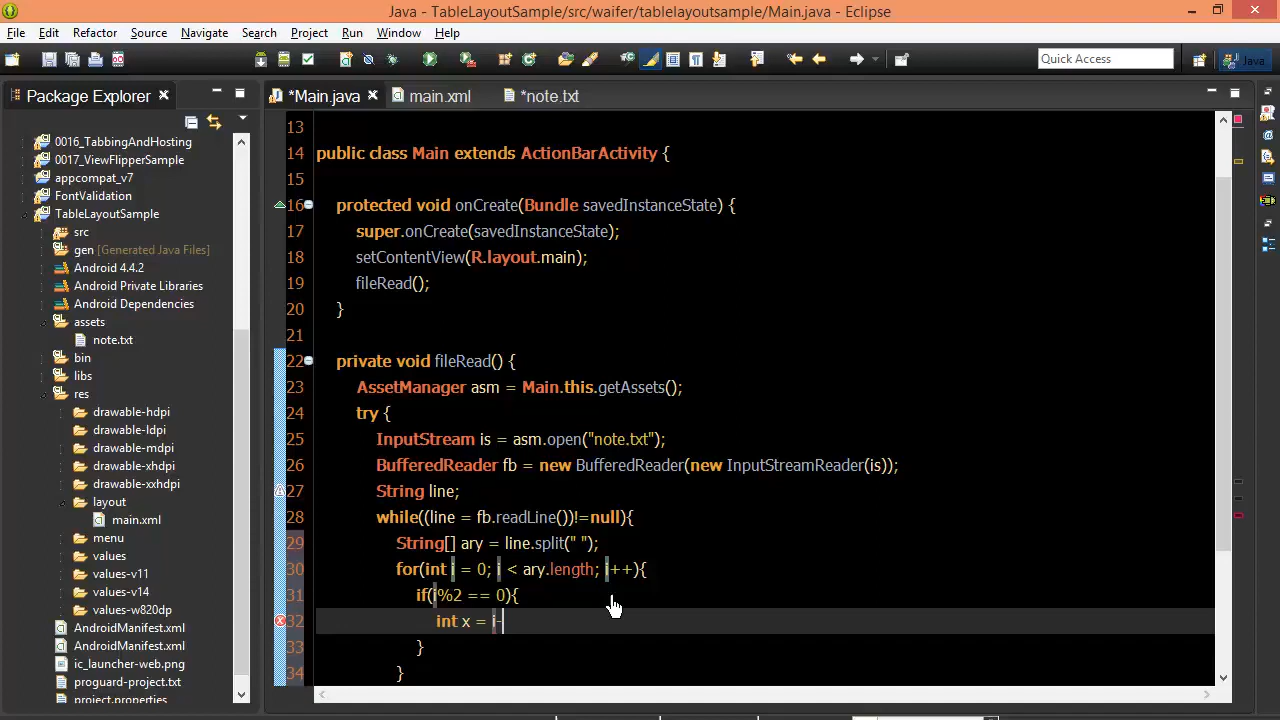 Java - TableLayoutSample/src/waifer/tablelayoutsample/Main.java - Eclipse
File Edit Refactor Source Navigate Search Project Run Window Help
Quick Access
Java
Package Explorer
*Main.java
main.xml
*note.txt
0016_TabbingAndHosting
0017_ViewFlipperSample
appcompat_v7
FontValidation
TableLayoutSample
src
gen [Generated Java Files]
Android 4.4.2
Android Private Libraries
Android Dependencies
assets
note.txt
bin
libs
res
drawable-hdpi
drawable-ldpi
drawable-mdpi
drawable-xhdpi
drawable-xxhdpi
layout
main.xml
menu
values
values-v11
values-v14
values-w820dp
AndroidManifest.xml
AndroidManifest.xml
ic_launcher-web.png
proguard-project.txt
project.properties
13
14 public class Main extends ActionBarActivity {
15
16 protected void onCreate(Bundle savedInstanceState) {
17 super.onCreate(savedInstanceState);
18 setContentView(R.layout.main);
19 fileRead();
20 }
21
22 private void fileRead() {
23 AssetManager asm = Main.this.getAssets();
24 try {
25 InputStream is = asm.open("note.txt");
26 BufferedReader fb = new BufferedReader(new InputStreamReader(is));
27 String line;
28 while((line = fb.readLine())!=null){
29 String[] ary = line.split(" ");
30 for(int i = 0; i < ary.length; i++){
31 if(i%2 == 0){
32 int x = i-
33 }
34 }